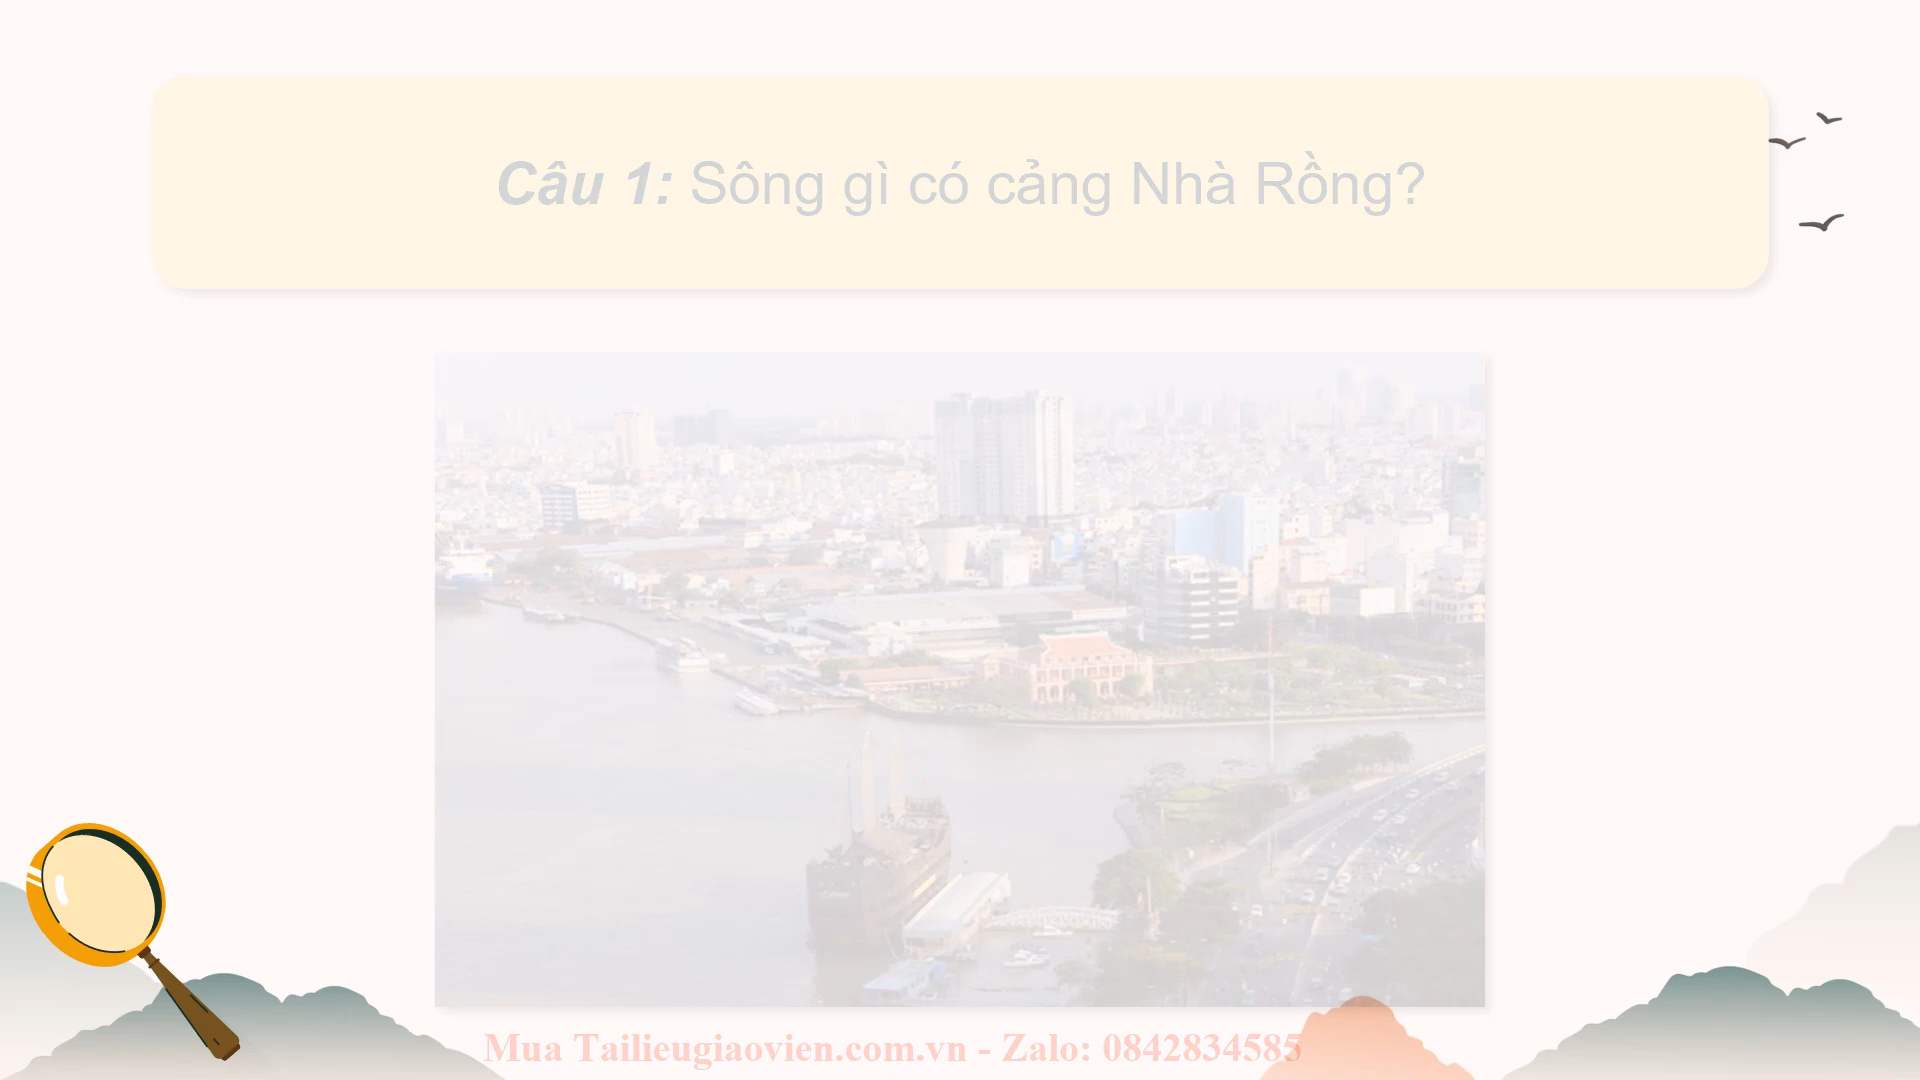 Câu 1: Sông gì có cảng Nhà Rồng?
Mua Tailieugiaovien.com.vn - Zalo: 0842834585